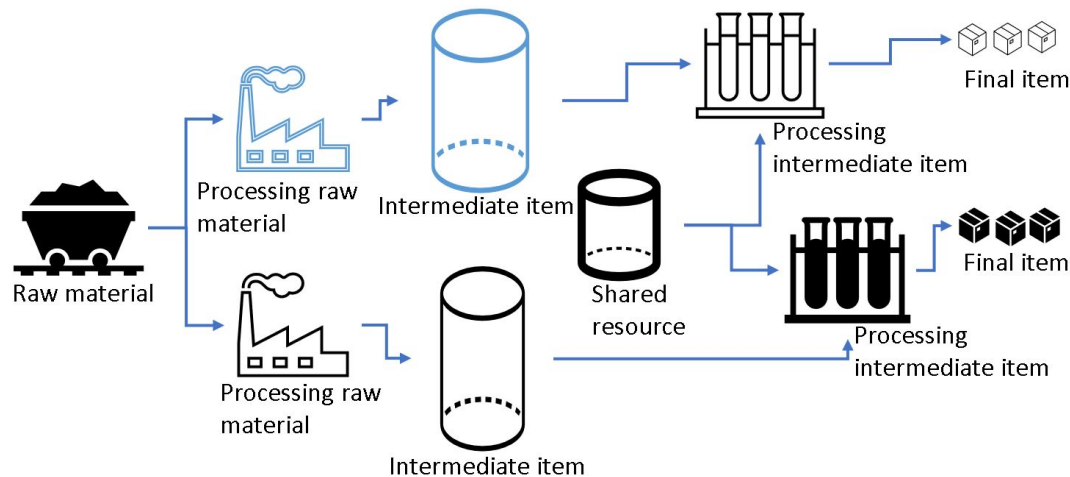 Final item
Processing
intermediate item
Processing raw
material
Intermediate item
Final item
Raw material
Shared
resource
Processing
intermediate item
Processing raw
material
Intermediate item